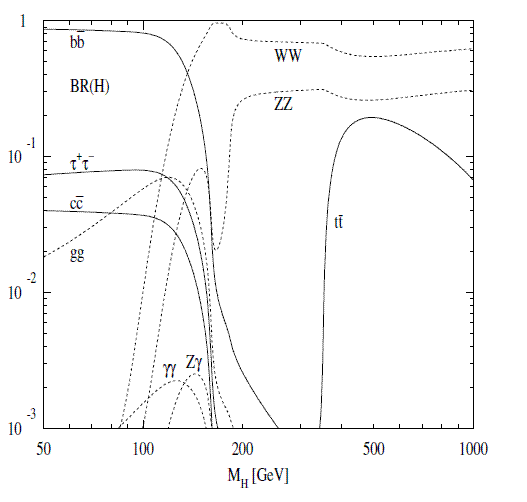 1
bb̄
WW
BR(H)
ZZ
10⁻¹
τ⁺τ⁻
cc̄
tt̄
gg
10⁻²
Zγ
γγ
10⁻³
50
100
200
500
1000
M_H [GeV]